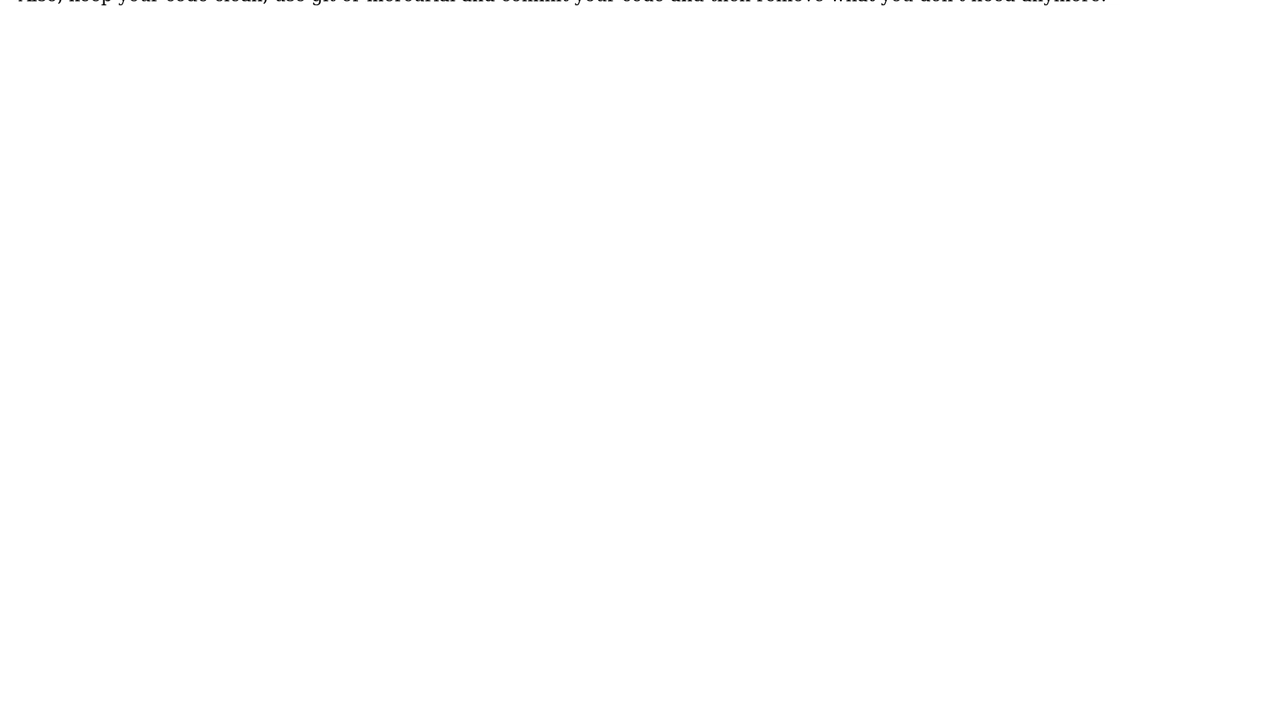 Also, keep your code clean, use git or mercurial and commit your code and then remove what you don't need anymore.